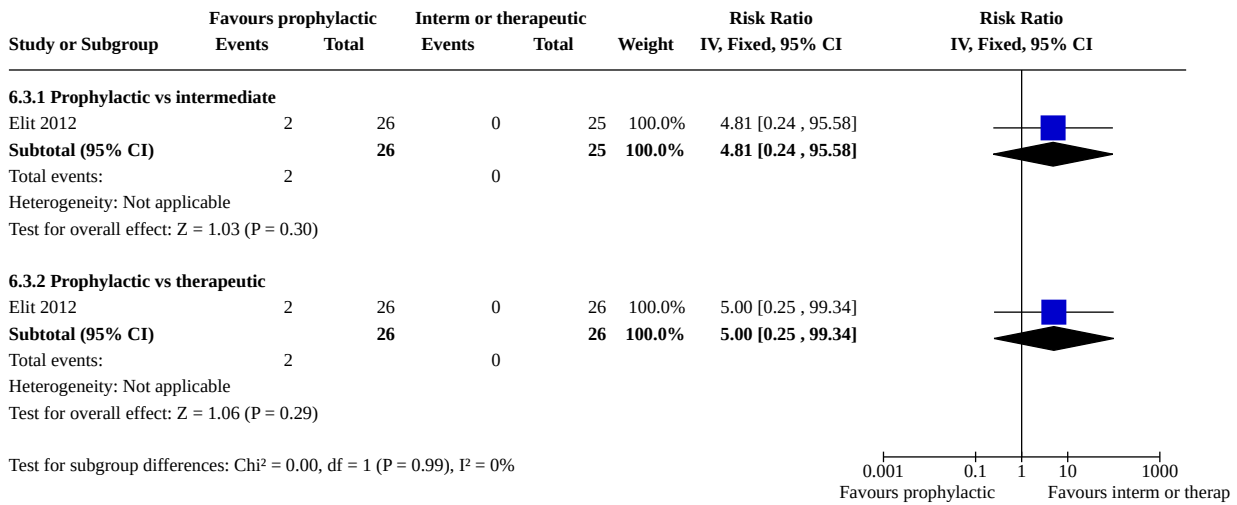 Favours prophylactic Interm or therapeutic Risk Ratio Risk Ratio
Study or Subgroup Events Total Events Total Weight IV, Fixed, 95% CI IV, Fixed, 95% CI
6.3.1 Prophylactic vs intermediate
Elit 2012 2 26 0 25 100.0% 4.81 [0.24 , 95.58]
Subtotal (95% CI) 26 25 100.0% 4.81 [0.24 , 95.58]
Total events: 2 0
Heterogeneity: Not applicable
Test for overall effect: Z = 1.03 (P = 0.30)
6.3.2 Prophylactic vs therapeutic
Elit 2012 2 26 0 26 100.0% 5.00 [0.25 , 99.34]
Subtotal (95% CI) 26 26 100.0% 5.00 [0.25 , 99.34]
Total events: 2 0
Heterogeneity: Not applicable
Test for overall effect: Z = 1.06 (P = 0.29)
Test for subgroup differences: Chi² = 0.00, df = 1 (P = 0.99), I² = 0%
0.001 0.1 1 10 1000
Favours prophylactic Favours interm or therap